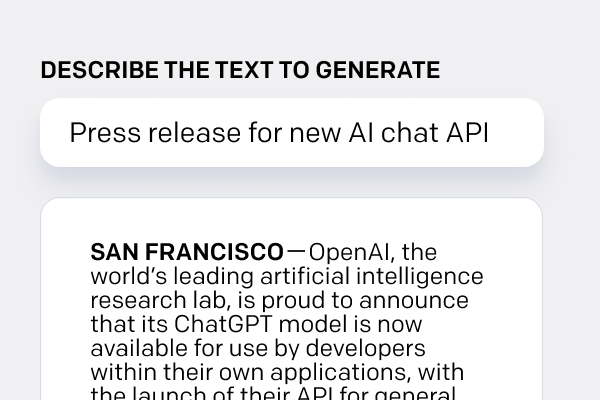 DESCRIBE THE TEXT TO GENERATE
Press release for new AI chat API
SAN FRANCISCO—OpenAI, the
world’s leading artificial intelligence
research lab, is proud to announce
that its ChatGPT model is now
available for use by developers
within their own applications, with
the launch of their API for general